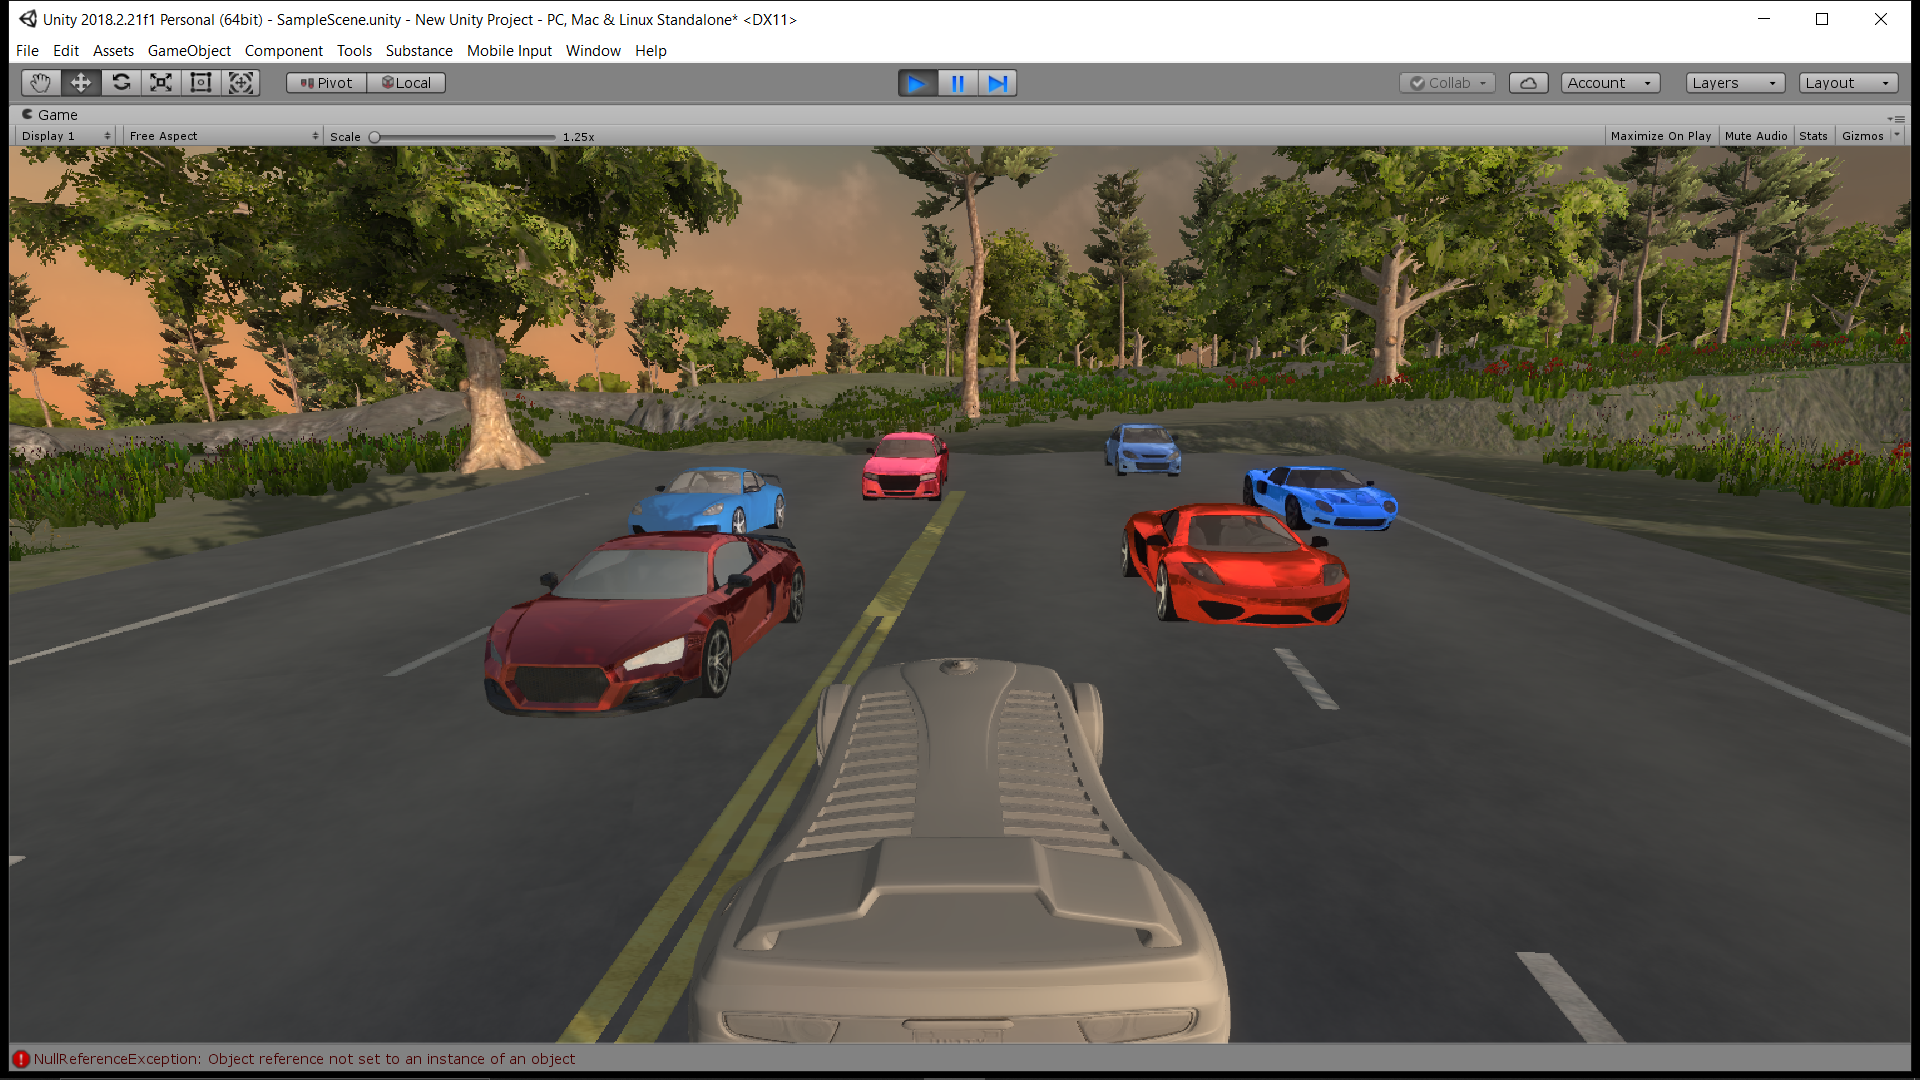 Unity 2018.2.21f1 Personal (64bit) - SampleScene.unity - New Unity Project - PC, Mac & Linux Standalone* <DX11>
File Edit Assets GameObject Component Tools Substance Mobile Input Window Help
Pivot Local Collab Account Layers Layout
Game
Display 1 Free Aspect Scale 1.25x Maximize On Play Mute Audio Stats Gizmos
NullReferenceException: Object reference not set to an instance of an object